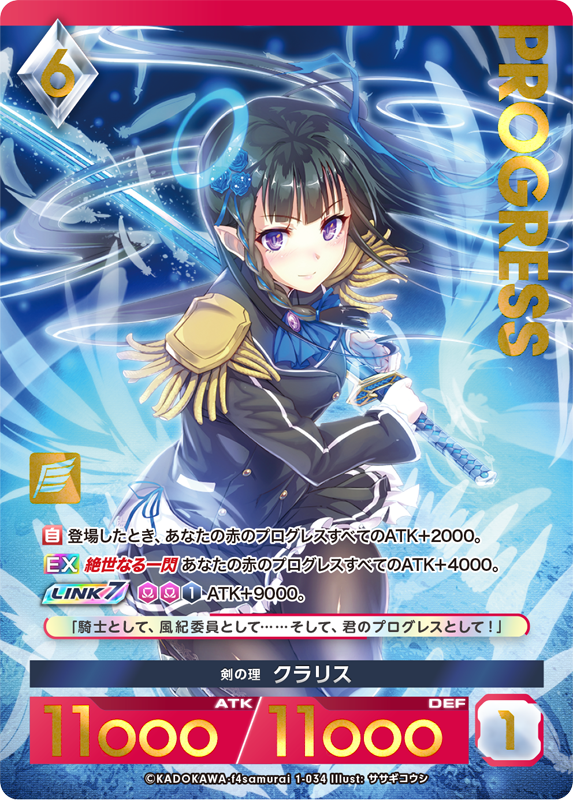 6
PROGRESS
自 登場したとき、あなたの赤のプログレスすべてのATK+2000。
EX 絶世なる一閃 あなたの赤のプログレスすべてのATK+4000。
LINK 7 Ω Ω 1 ATK+9000。
「騎士として、風紀委員として……そして、君のプログレスとして！」
剣の理 クラリス
ATK DEF
11000 / 11000 1
©KADOKAWA-f4samurai 1-034 Illust: ササギコウシ